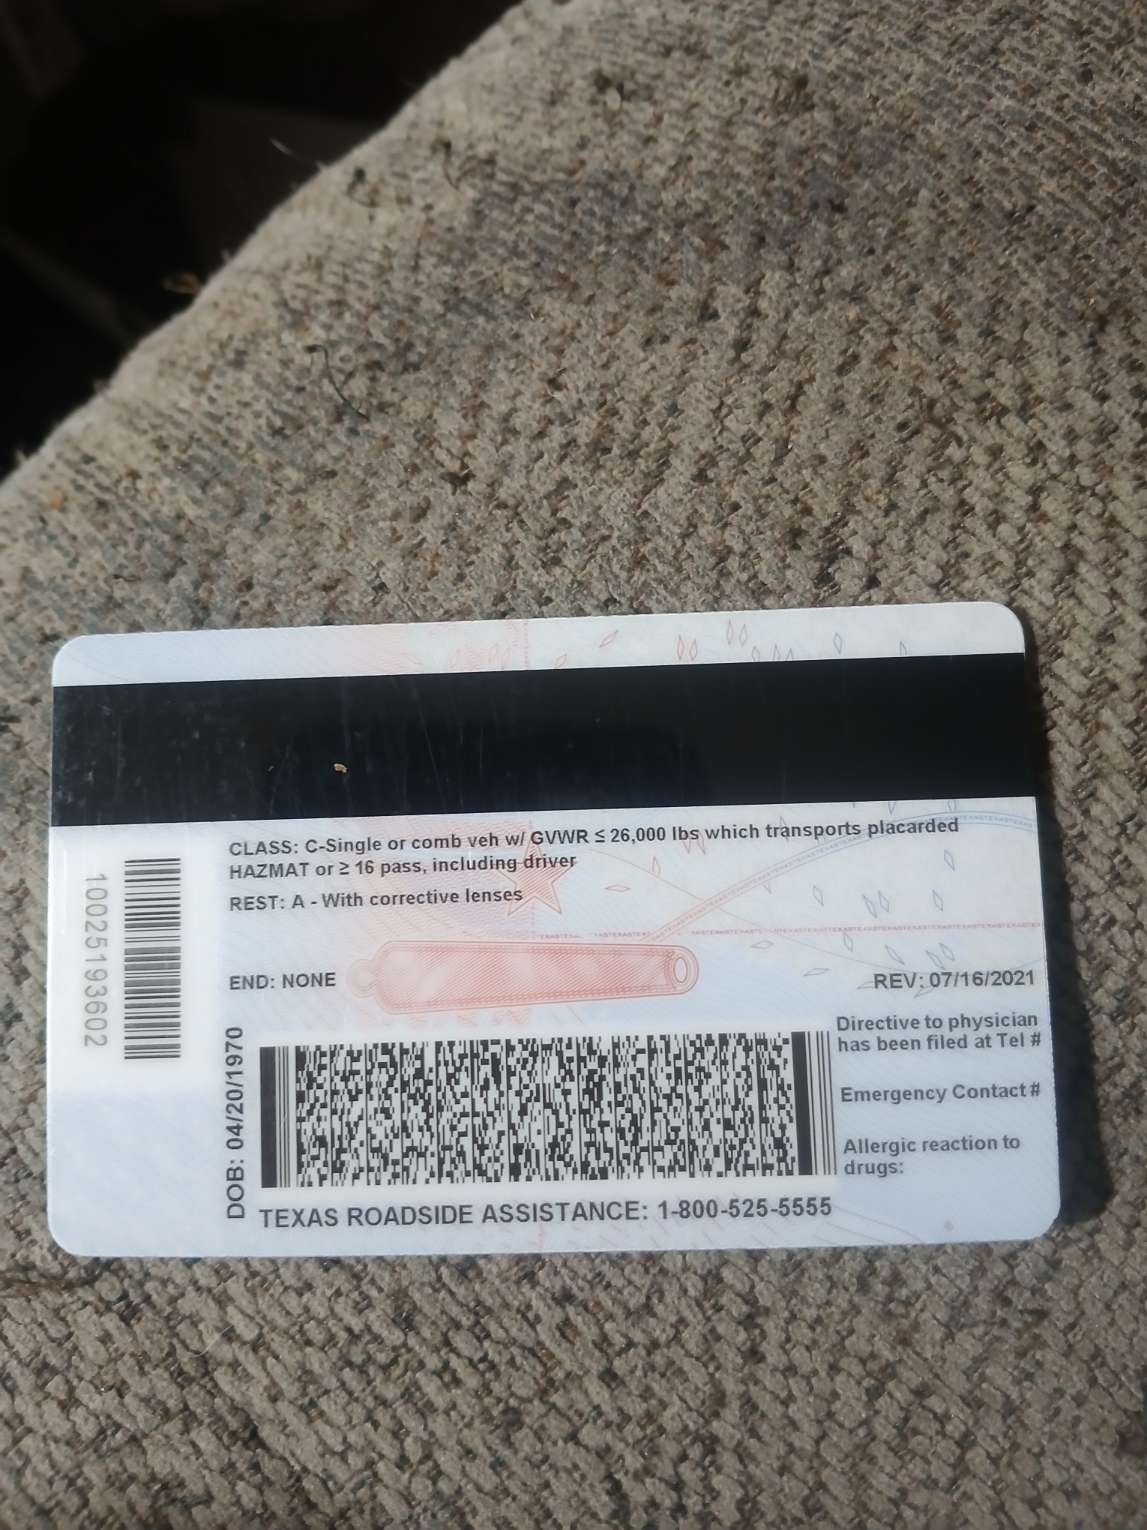 CLASS: C-Single or comb veh w/ GVWR ≤ 26,000 lbs which transports placarded
HAZMAT or ≥ 16 pass, including driver
REST: A - With corrective lenses
10025193602
END: NONE
REV: 07/16/2021
DOB: 04/20/1970
Directive to physician
has been filed at Tel #
Emergency Contact #
Allergic reaction to
drugs:
TEXAS ROADSIDE ASSISTANCE: 1-800-525-5555